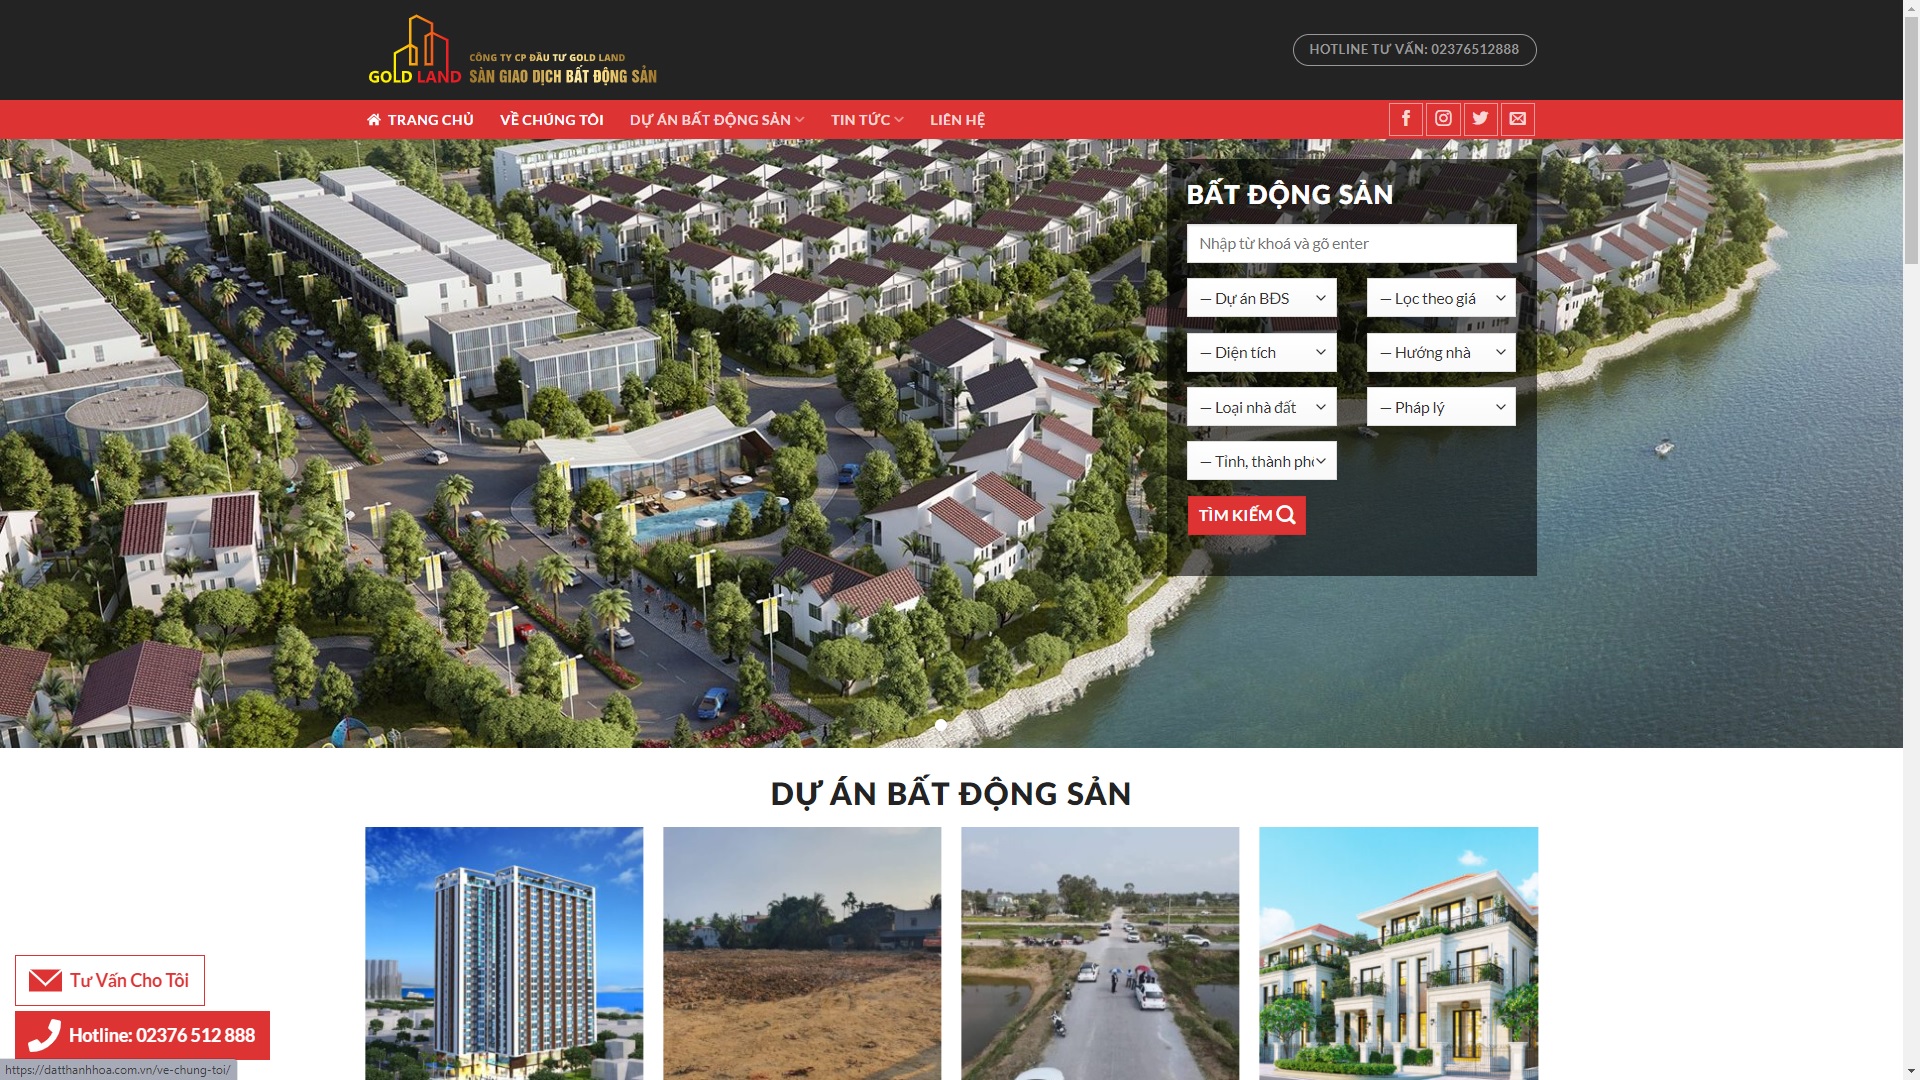 CÔNG TY CP ĐẦU TƯ GOLD LAND
GOLD LAND SÀN GIAO DỊCH BẤT ĐỘNG SẢN
HOTLINE TƯ VẤN: 02376512888
TRANG CHỦ VỀ CHÚNG TÔI DỰ ÁN BẤT ĐỘNG SẢN TIN TỨC LIÊN HỆ
BẤT ĐỘNG SẢN
Nhập từ khoá và gõ enter
— Dự án BĐS — Lọc theo giá
— Diện tích — Hướng nhà
— Loại nhà đất — Pháp lý
— Tỉnh, thành phố
TÌM KIẾM
DỰ ÁN BẤT ĐỘNG SẢN
Tư Vấn Cho Tôi
Hotline: 02376 512 888
https://datthanhhoa.com.vn/ve-chung-toi/